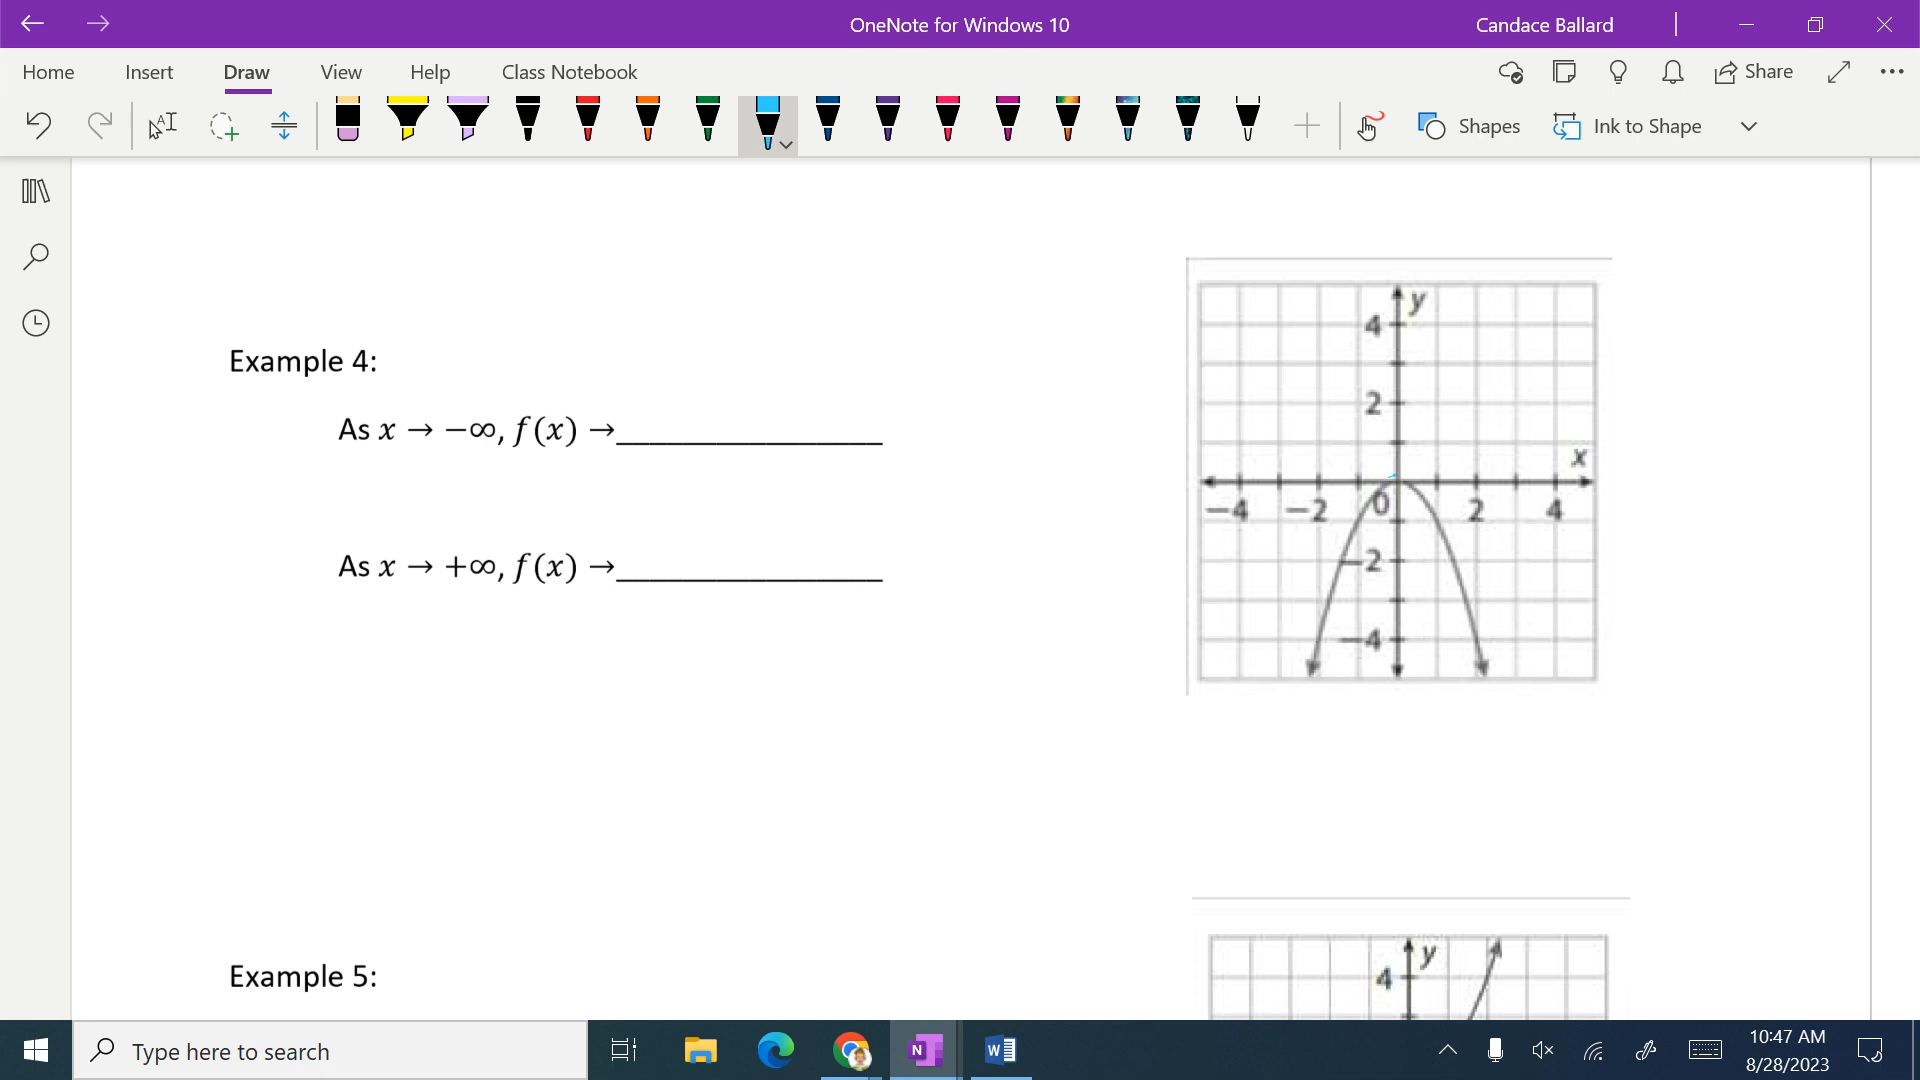 OneNote for Windows 10
Candace Ballard
Home Insert Draw View Help Class Notebook
Share
Shapes
Ink to Shape
Example 4:
As x → −∞, f(x) →________________
As x → +∞, f(x) →________________
y
4
2
x
−4 −2 0 2 4
−2
−4
Example 5:
y
4
Type here to search
10:47 AM
8/28/2023